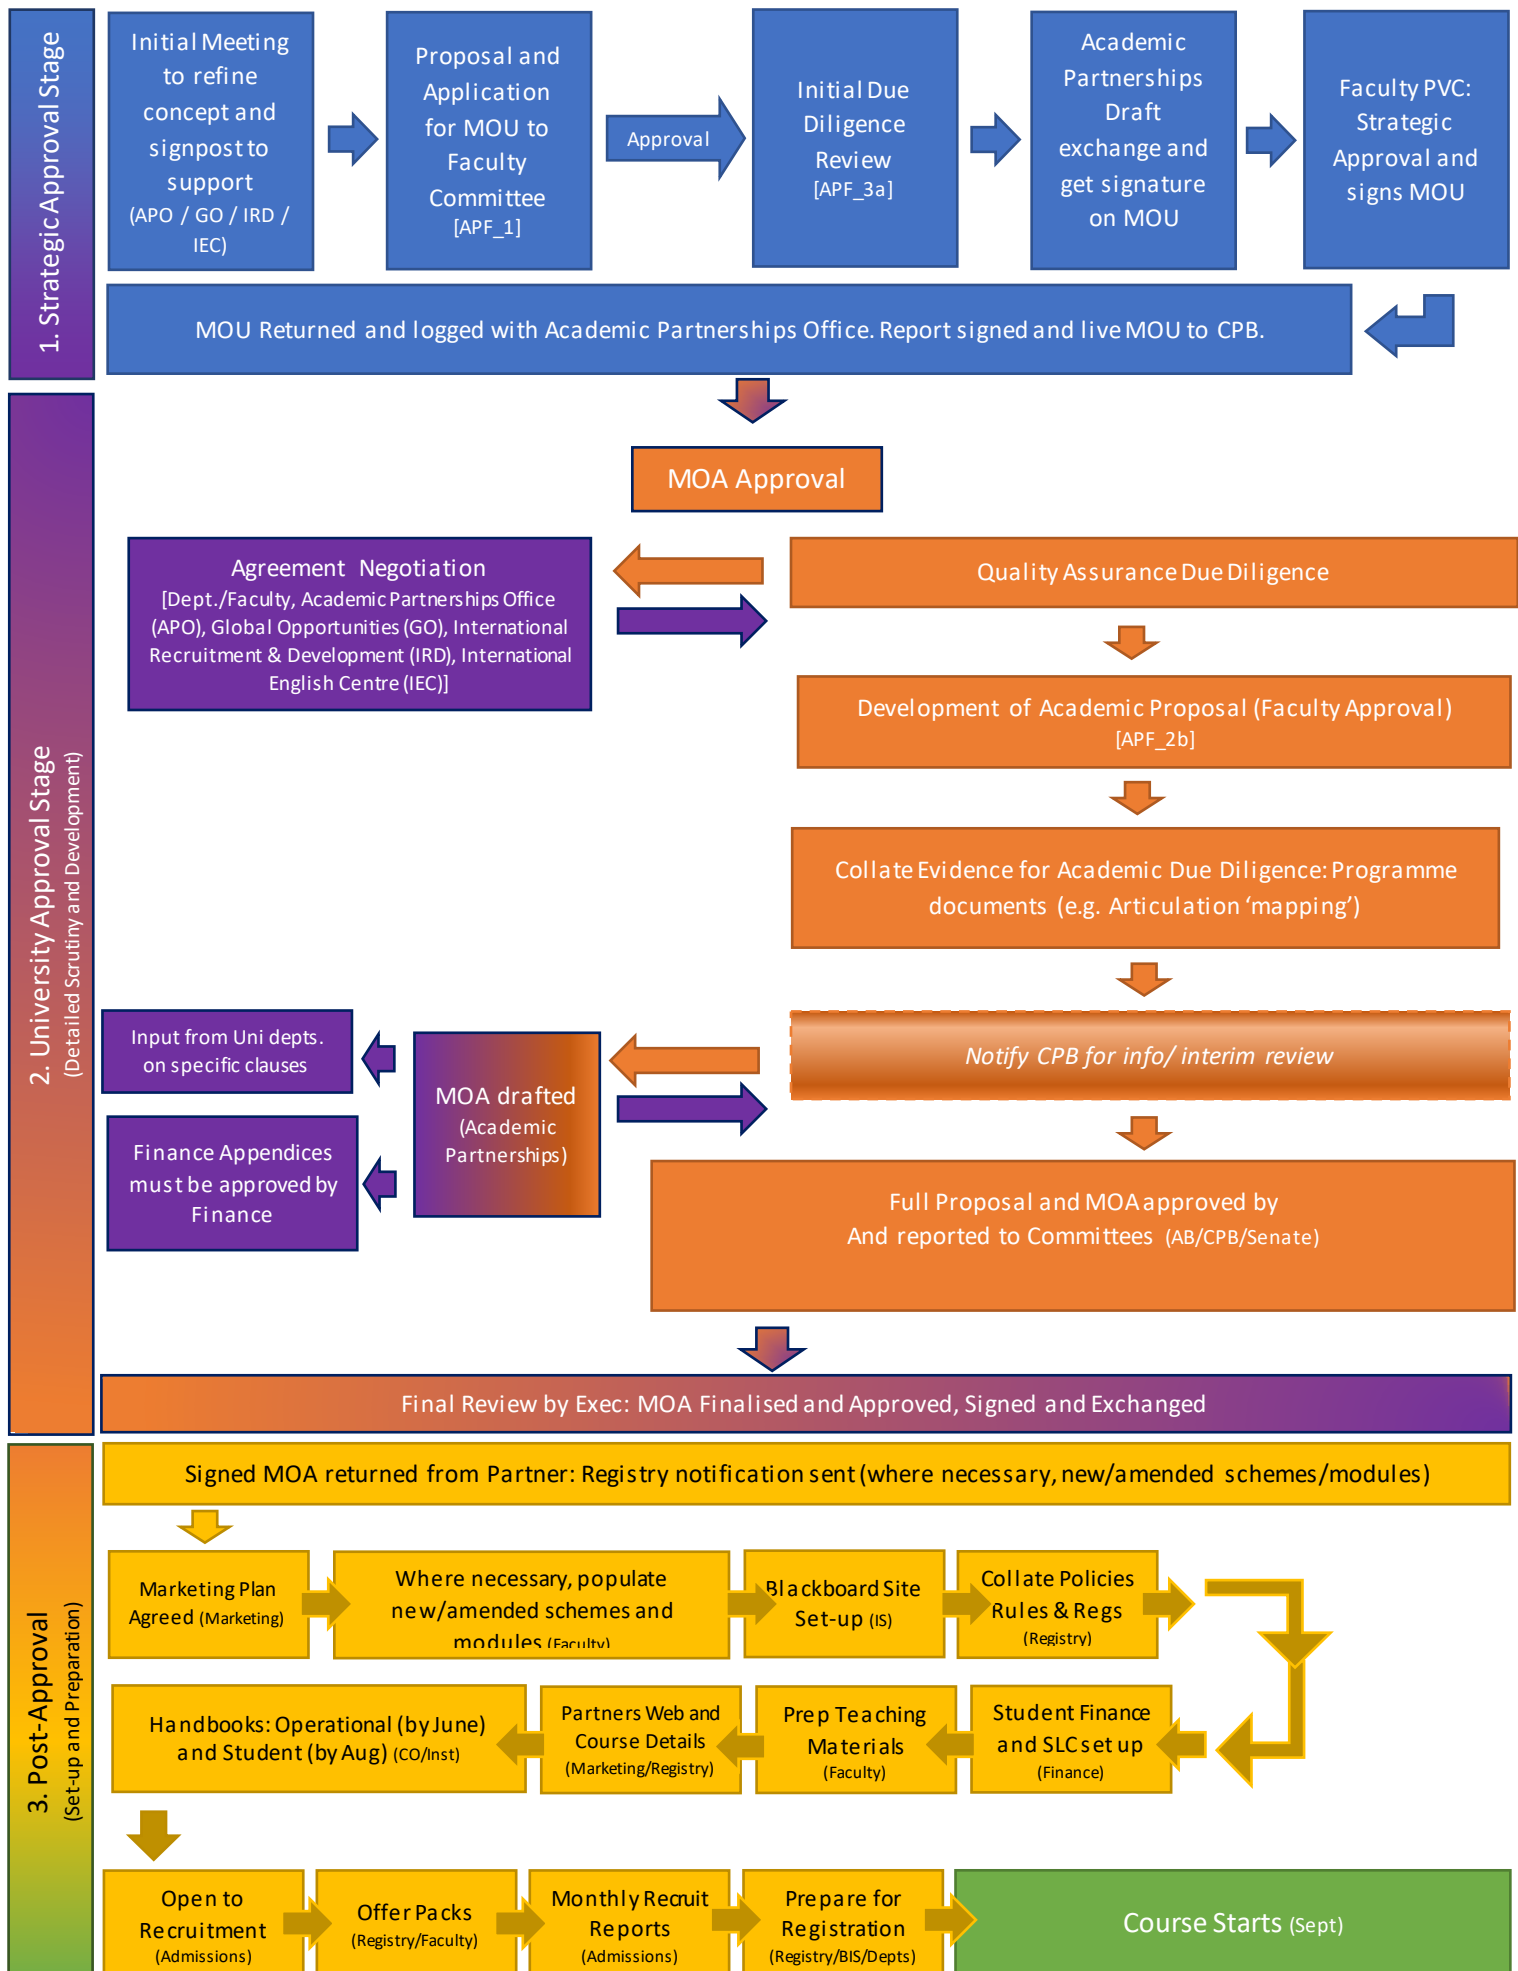 1. Strategic Approval Stage
Initial Meeting
to refine
concept and
signpost to
support
(APO / GO / IRD /
IEC)
Proposal and
Application
for MOU to
Faculty
Committee
[APF_1]
Approval
Initial Due
Diligence
Review
[APF_3a]
Academic
Partnerships
Draft
exchange and
get signature
on MOU
Faculty PVC:
Strategic
Approval and
signs MOU
MOU Returned and logged with Academic Partnerships Office. Report signed and live MOU to CPB.
2. University Approval Stage
(Detailed Scrutiny and Development)
MOA Approval
Agreement Negotiation
[Dept./Faculty, Academic Partnerships Office
(APO), Global Opportunities (GO), International
Recruitment & Development (IRD), International
English Centre (IEC)]
Quality Assurance Due Diligence
Development of Academic Proposal (Faculty Approval)
[APF_2b]
Collate Evidence for Academic Due Diligence: Programme
documents (e.g. Articulation ‘mapping’)
Notify CPB for info/ interim review
Input from Uni depts.
on specific clauses
MOA drafted
(Academic
Partnerships)
Finance Appendices
must be approved by
Finance
Full Proposal and MOA approved by
And reported to Committees (AB/CPB/Senate)
Final Review by Exec: MOA Finalised and Approved, Signed and Exchanged
3. Post-Approval
(Set-up and Preparation)
Signed MOA returned from Partner: Registry notification sent (where necessary, new/amended schemes/modules)
Marketing Plan
Agreed (Marketing)
Where necessary, populate
new/amended schemes and
modules (Faculty)
Blackboard Site
Set-up (IS)
Collate Policies
Rules & Regs
(Registry)
Handbooks: Operational (by June)
and Student (by Aug) (CO/Inst)
Partners Web and
Course Details
(Marketing/Registry)
Prep Teaching
Materials
(Faculty)
Student Finance
and SLC set up
(Finance)
Open to
Recruitment
(Admissions)
Offer Packs
(Registry/Faculty)
Monthly Recruit
Reports
(Admissions)
Prepare for
Registration
(Registry/BIS/Depts)
Course Starts (Sept)